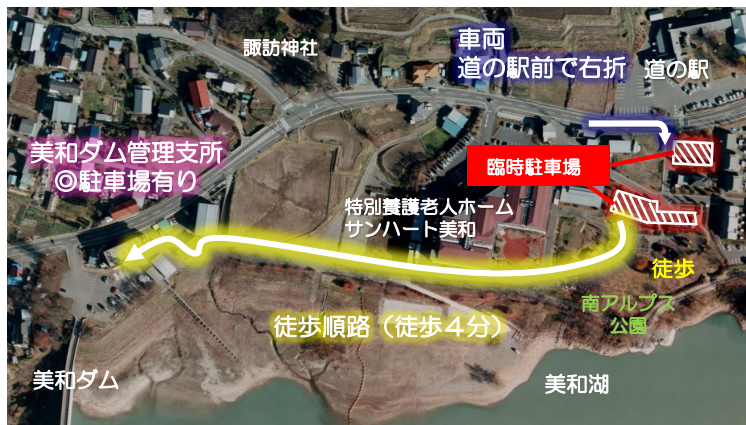 諏訪神社
車両
道の駅前で右折
道の駅
美和ダム管理支所
◎駐車場有り
臨時駐車場
特別養護老人ホーム
サンハート美和
徒歩
南アルプス
公園
徒歩順路（徒歩４分）
美和ダム
美和湖